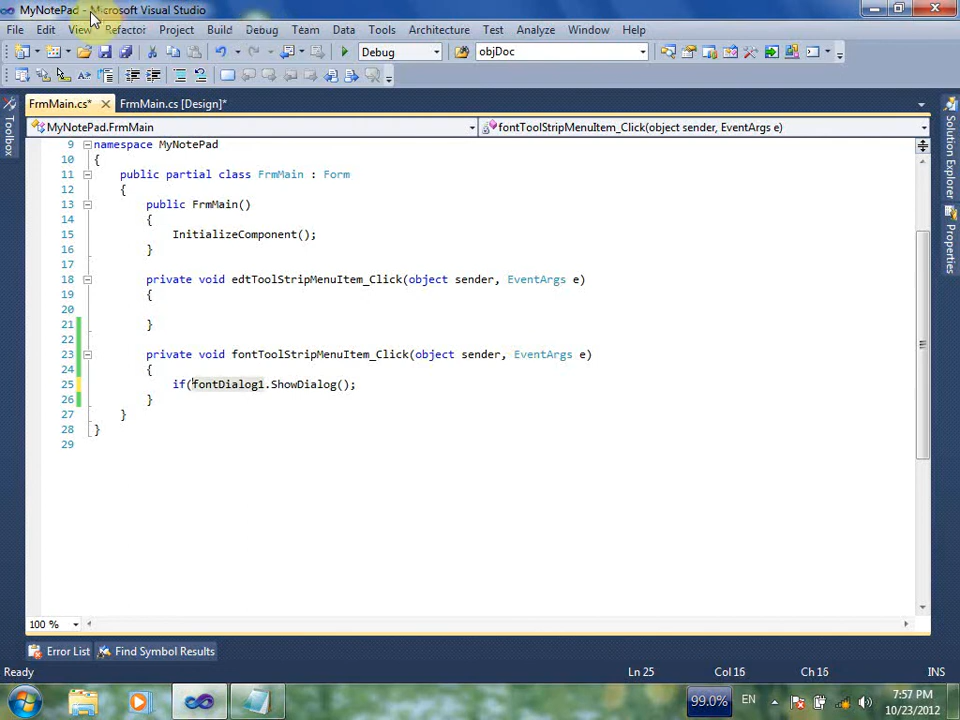 MyNotePad - Microsoft Visual Studio
File Edit View Refactor Project Build Debug Team Data Tools Architecture Test Analyze Window Help
Debug objDoc
FrmMain.cs* FrmMain.cs [Design]*
Toolbox
MyNotePad.FrmMain fontToolStripMenuItem_Click(object sender, EventArgs e)
Solution Explorer
Properties
9 namespace MyNotePad
10 {
11 public partial class FrmMain : Form
12 {
13 public FrmMain()
14 {
15 InitializeComponent();
16 }
17
18 private void edtToolStripMenuItem_Click(object sender, EventArgs e)
19 {
20
21 }
22
23 private void fontToolStripMenuItem_Click(object sender, EventArgs e)
24 {
25 if(fontDialog1.ShowDialog();
26 }
27 }
28 }
29
100 %
Error List Find Symbol Results
Ready Ln 25 Col 16 Ch 16 INS
99.0% EN 7:57 PM
10/23/2012